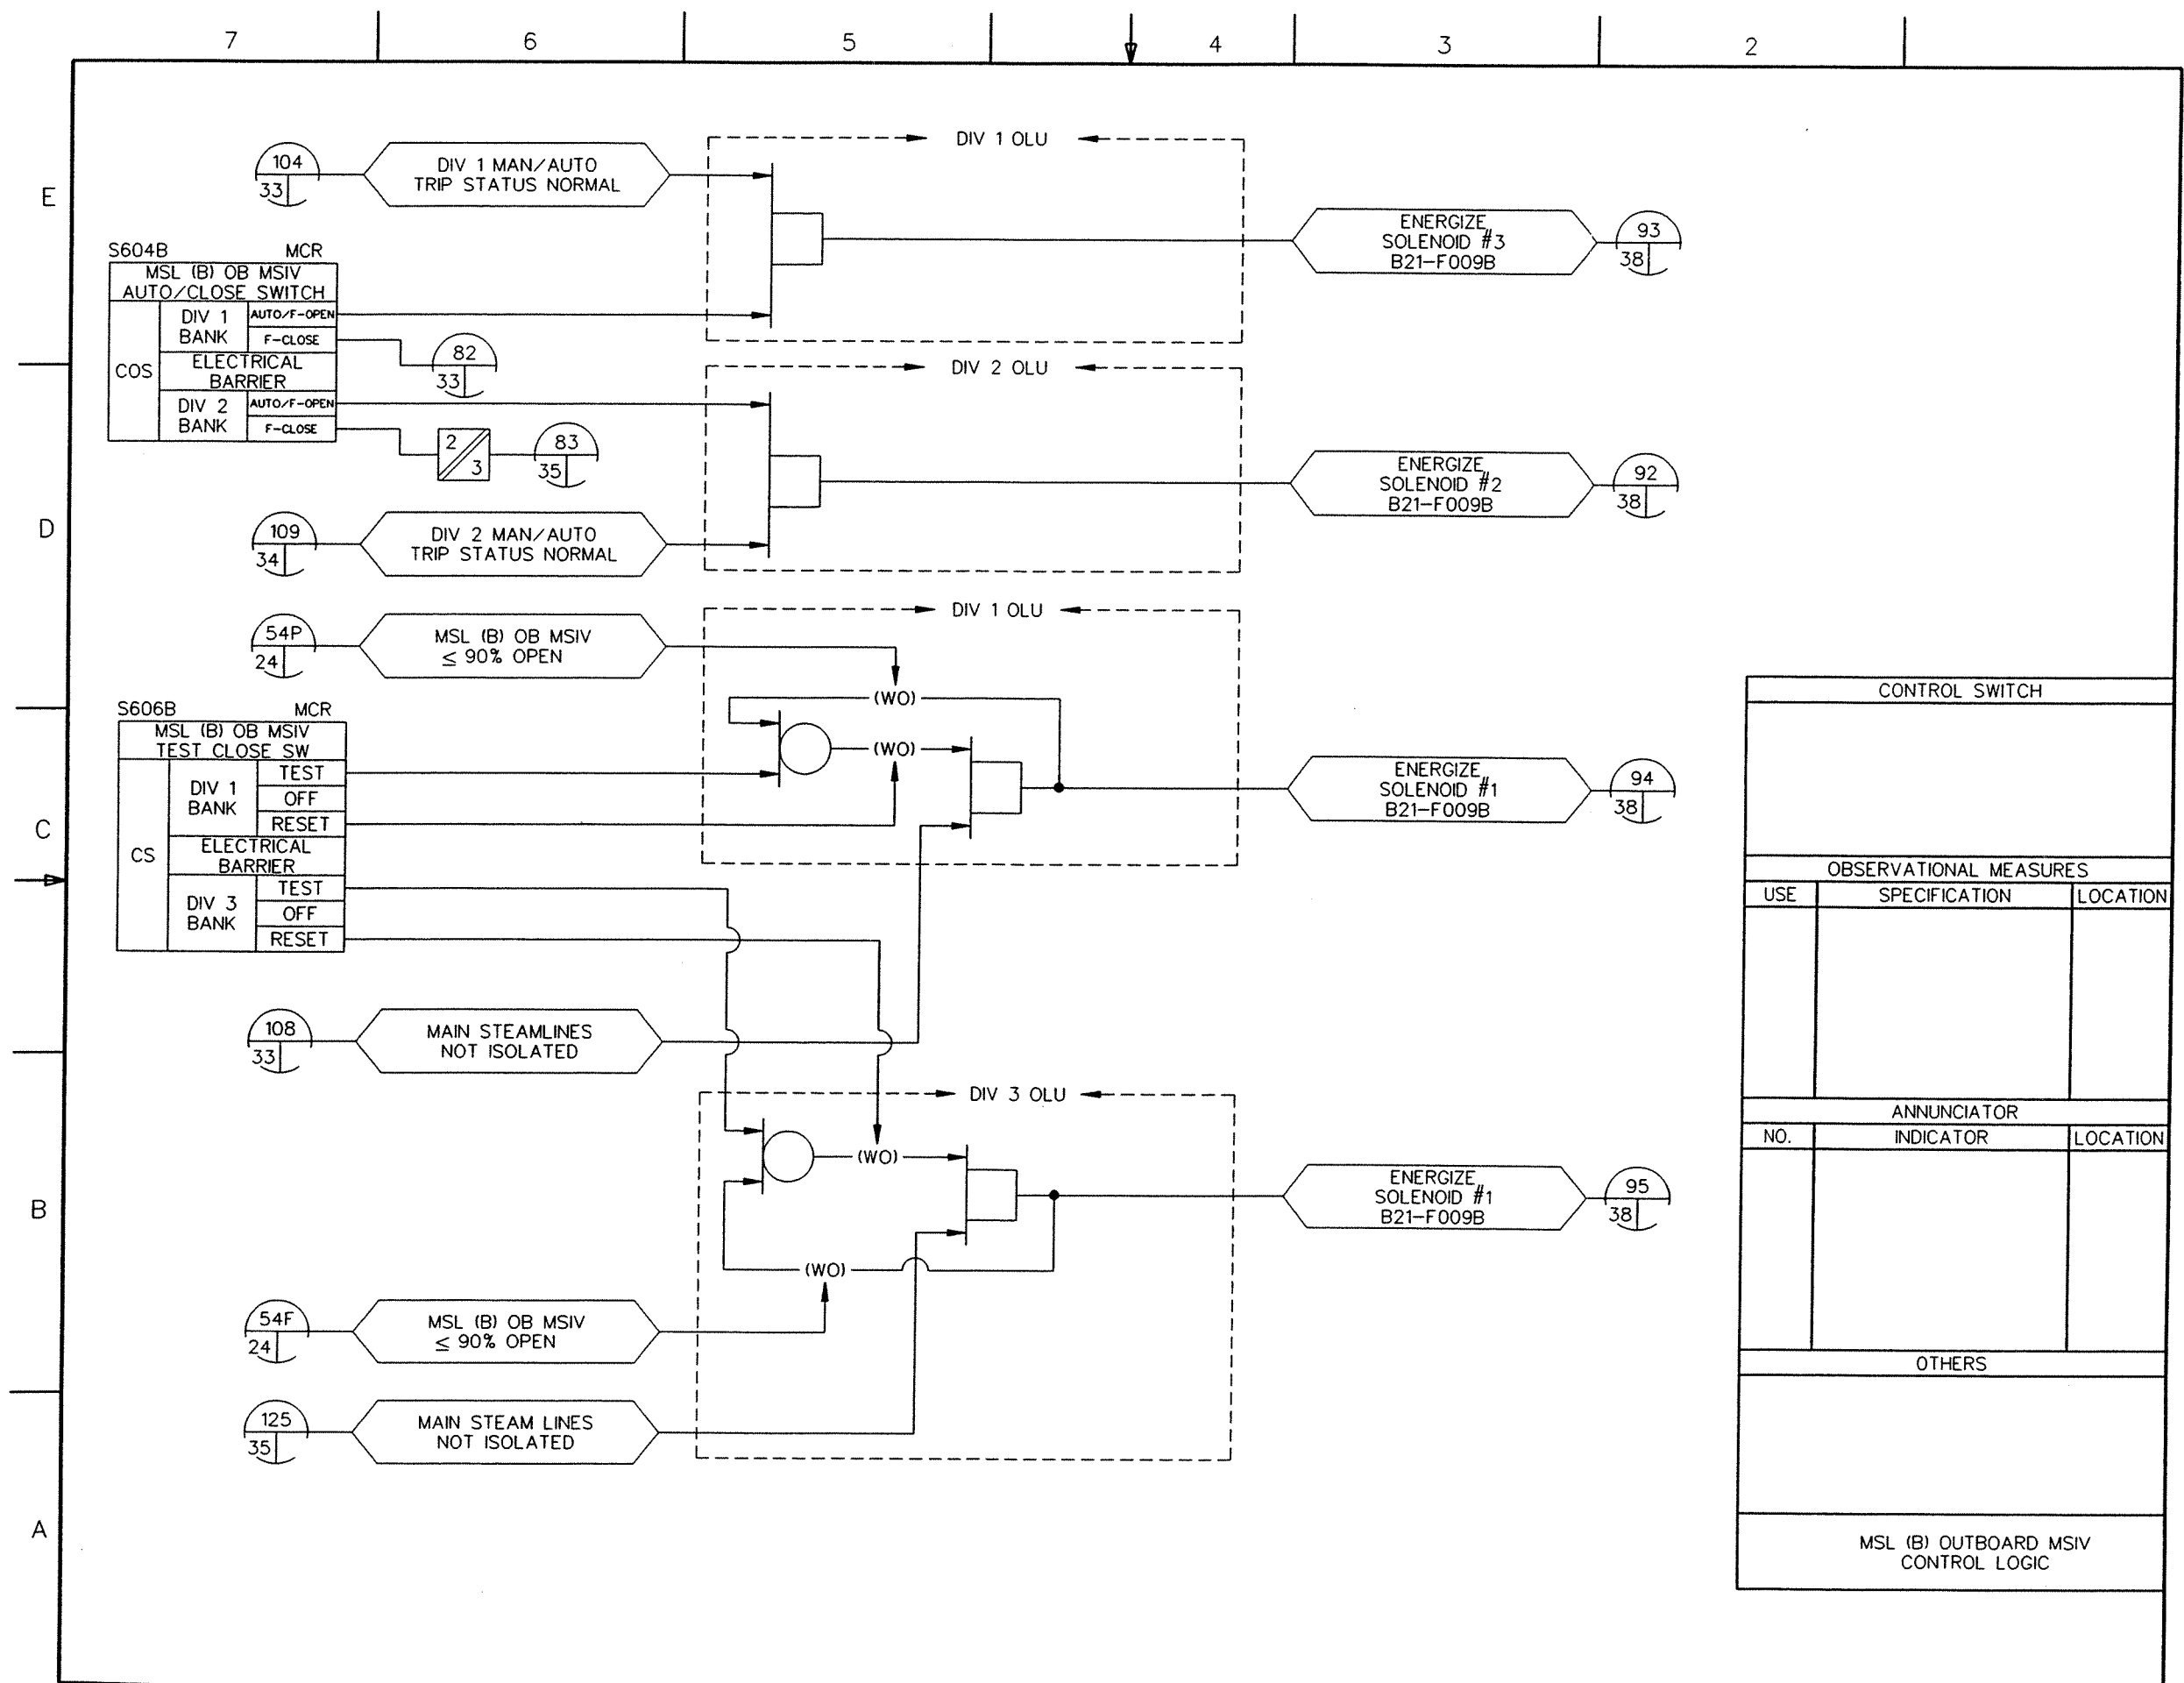 7 6 5 4 3 2
E
D
C
B
A
104
33
DIV 1 MAN/AUTO
TRIP STATUS NORMAL
DIV 1 OLU
ENERGIZE
SOLENOID #3
B21-F009B
93
38
S604B MCR
MSL (B) OB MSIV
AUTO/CLOSE SWITCH
COS
DIV 1
BANK
AUTO/F-OPEN
F-CLOSE
ELECTRICAL
BARRIER
DIV 2
BANK
AUTO/F-OPEN
F-CLOSE
82
33
2
3
83
35
DIV 2 OLU
ENERGIZE
SOLENOID #2
B21-F009B
92
38
109
34
DIV 2 MAN/AUTO
TRIP STATUS NORMAL
54P
24
MSL (B) OB MSIV
≤ 90% OPEN
DIV 1 OLU
(WO)
(WO)
ENERGIZE
SOLENOID #1
B21-F009B
94
38
S606B MCR
MSL (B) OB MSIV
TEST CLOSE SW
CS
DIV 1
BANK
TEST
OFF
RESET
ELECTRICAL
BARRIER
DIV 3
BANK
TEST
OFF
RESET
108
33
MAIN STEAMLINES
NOT ISOLATED
DIV 3 OLU
(WO)
(WO)
ENERGIZE
SOLENOID #1
B21-F009B
95
38
54F
24
MSL (B) OB MSIV
≤ 90% OPEN
125
35
MAIN STEAM LINES
NOT ISOLATED
CONTROL SWITCH
OBSERVATIONAL MEASURES
USE SPECIFICATION LOCATION
ANNUNCIATOR
NO. INDICATOR LOCATION
OTHERS
MSL (B) OUTBOARD MSIV
CONTROL LOGIC